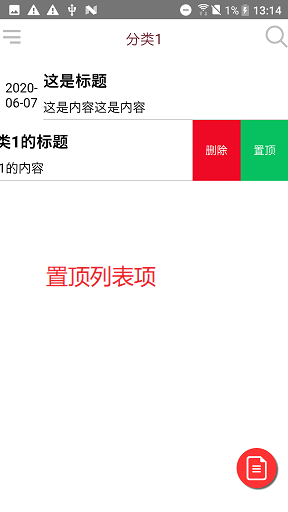 1% 13:14
分类1
2020-
06-07
这是标题
这是内容这是内容
类1的标题
1的内容
删除
置顶
置顶列表项